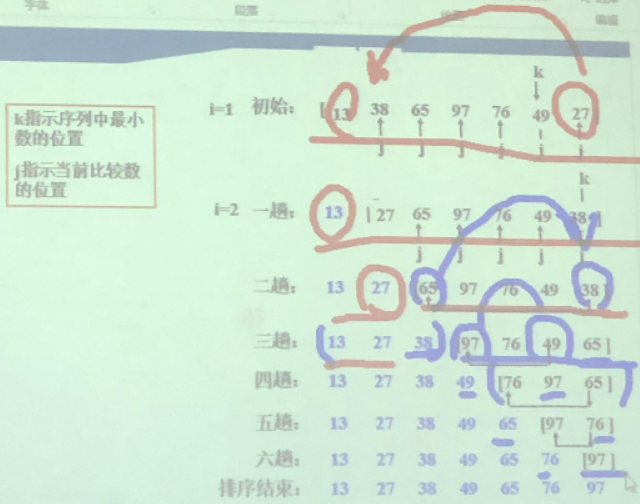 字体 段落 绘图 编辑
k
k指示序列中最小
数的位置
j指示当前比较数
的位置
i=1 初始: [13 38 65 97 76 49 27
j j j j j j
k
i=2 一趟: 13 [27 65 97 76 49 38]
j j j j j
二趟: 13 27 [65 97 76 49 38]
三趟: 13 27 38 [97 76 49 65]
四趟: 13 27 38 49 [76 97 65]
五趟: 13 27 38 49 65 [97 76]
六趟: 13 27 38 49 65 76 [97]
排序结束: 13 27 38 49 65 76 97